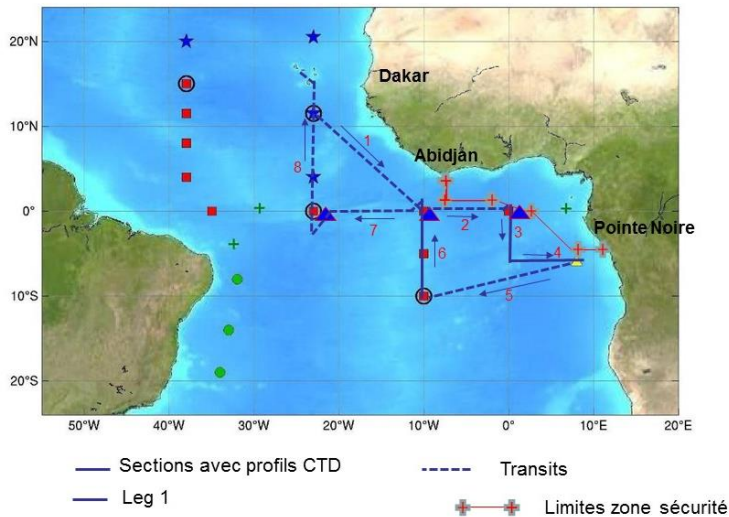 20°N
Dakar
1
10°N
Abidjan
8
0°
Pointe Noire
7
2
3
6
4
5
10°S
20°S
50°W
40°W
30°W
20°W
10°W
0°
10°E
20°E
Sections avec profils CTD
Transits
Leg 1
Limites zone sécurité